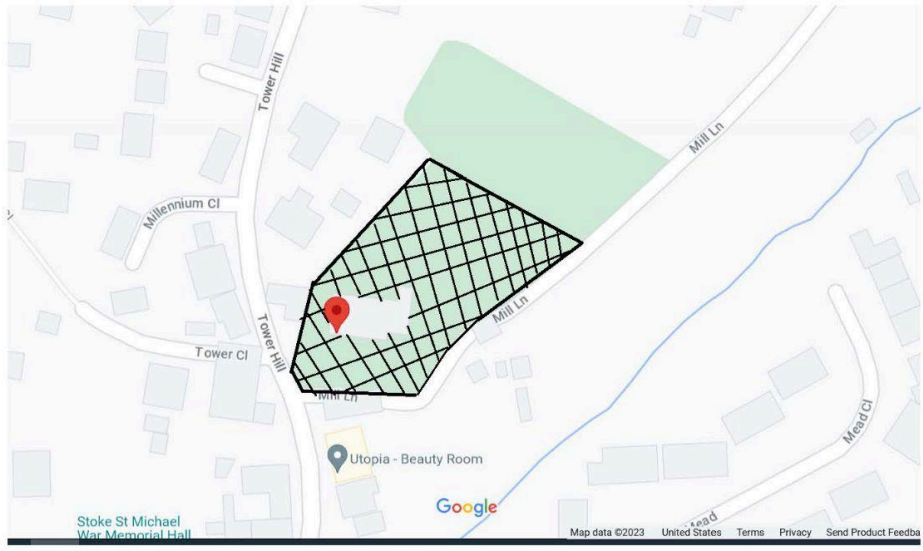 Tower Hill
Mill Ln
Millennium Cl
Mill Ln
Tower Hill
Tower Cl
Mill Ln
Mead Cl
Utopia - Beauty Room
Google
Stoke St Michael
War Memorial Hall
Mead
Map data ©2023 United States Terms Privacy Send Product Feedba